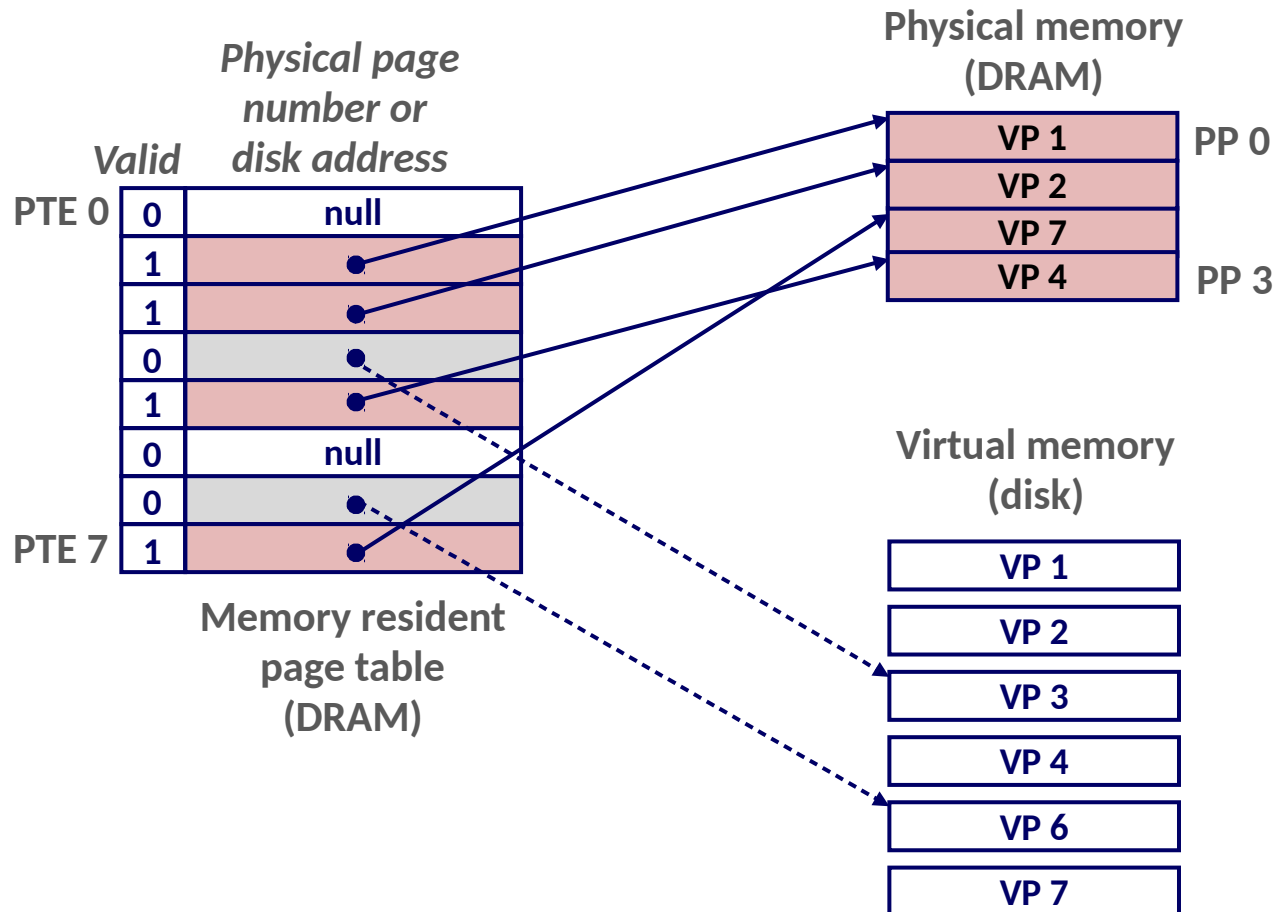 Physical page
number or
disk address
Valid
PTE 0
0
null
1
1
0
1
0
null
0
PTE 7
1
Memory resident
page table
(DRAM)
Physical memory
(DRAM)
VP 1
PP 0
VP 2
VP 7
VP 4
PP 3
Virtual memory
(disk)
VP 1
VP 2
VP 3
VP 4
VP 6
VP 7